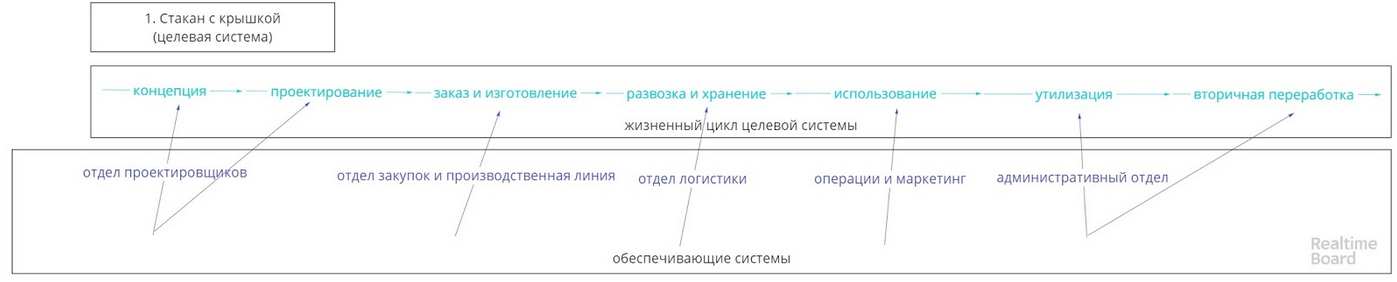 1. Стакан с крышкой
(целевая система)
концепция
проектирование
заказ и изготовление
развозка и хранение
использование
утилизация
вторичная переработка
жизненный цикл целевой системы
отдел проектировщиков
отдел закупок и производственная линия
отдел логистики
операции и маркетинг
административный отдел
обеспечивающие системы
Realtime
Board